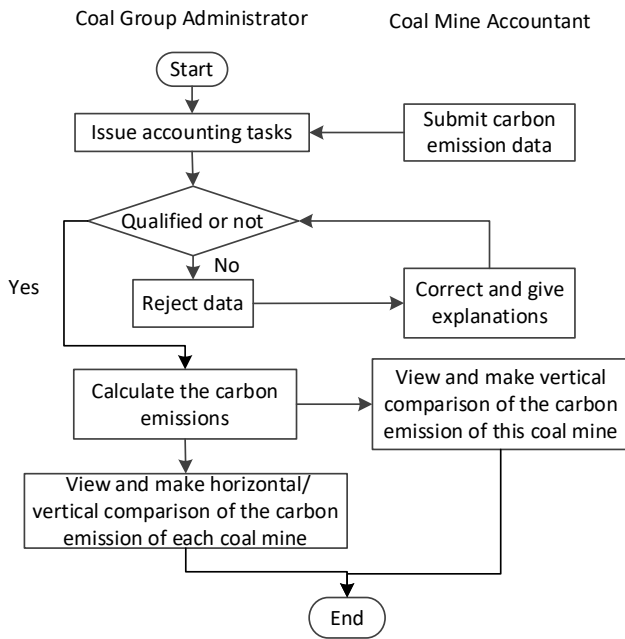 Coal Group Administrator
Coal Mine Accountant
Start
Issue accounting tasks
Submit carbon
emission data
Qualified or not
No
Yes
Reject data
Correct and give
explanations
Calculate the carbon
emissions
View and make vertical
comparison of the carbon
emission of this coal mine
View and make horizontal/
vertical comparison of the carbon
emission of each coal mine
End